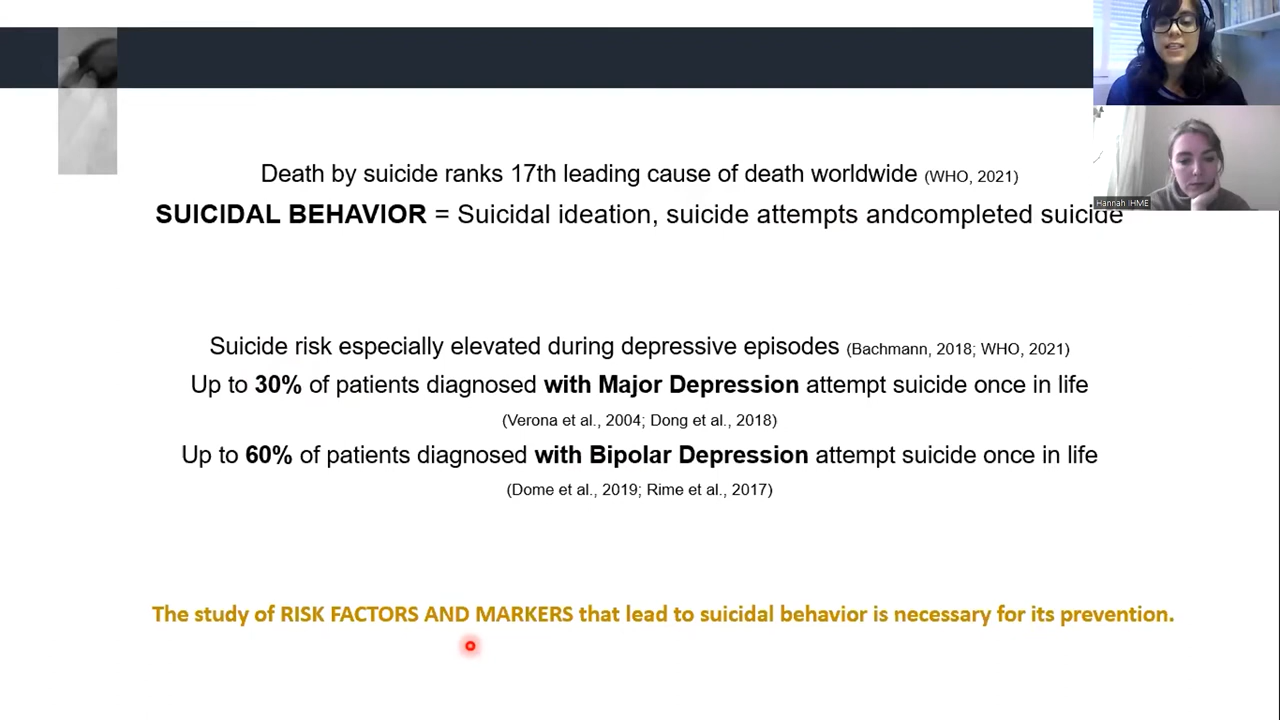 Death by suicide ranks 17th leading cause of death worldwide (WHO, 2021)
SUICIDAL BEHAVIOR = Suicidal ideation, suicide attempts andcompleted suicide
Hannah IHME
Suicide risk especially elevated during depressive episodes (Bachmann, 2018; WHO, 2021)
Up to 30% of patients diagnosed with Major Depression attempt suicide once in life
(Verona et al., 2004; Dong et al., 2018)
Up to 60% of patients diagnosed with Bipolar Depression attempt suicide once in life
(Dome et al., 2019; Rime et al., 2017)
The study of RISK FACTORS AND MARKERS that lead to suicidal behavior is necessary for its prevention.